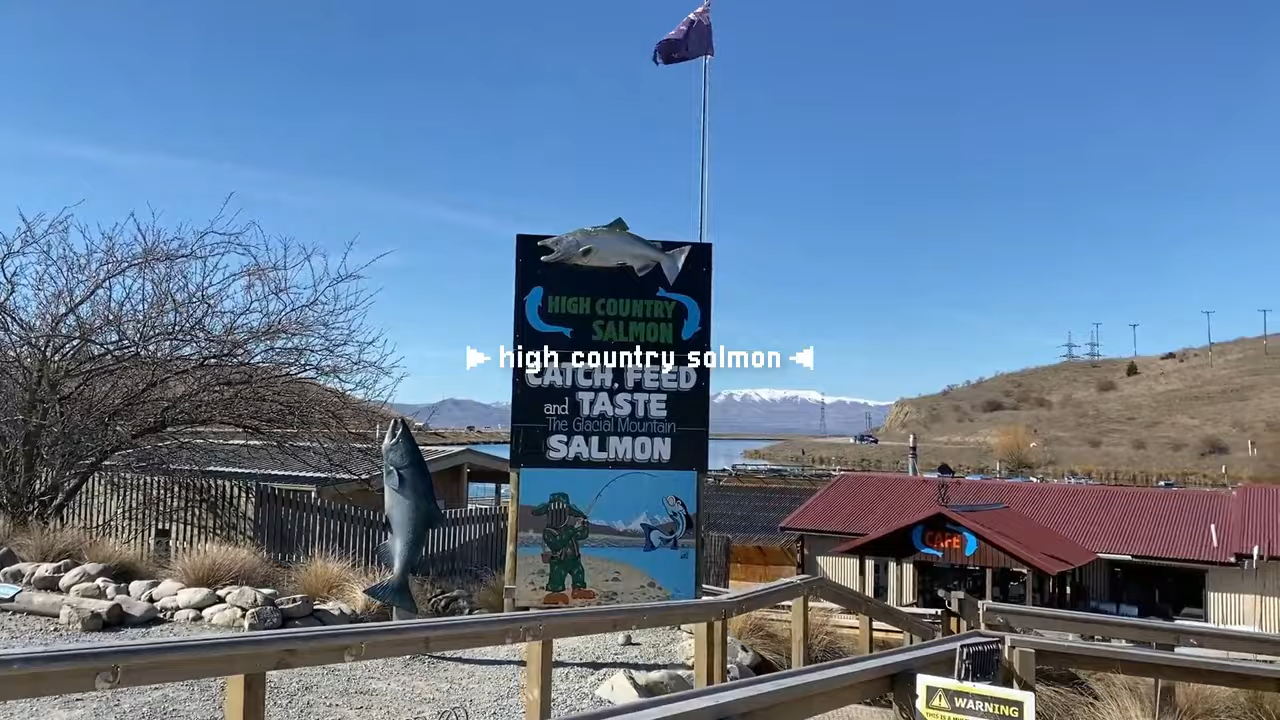 HIGH COUNTRY
SALMON
high country salmon
CATCH, FEED
and TASTE
The Glacial Mountain
SALMON
CAFE
WARNING